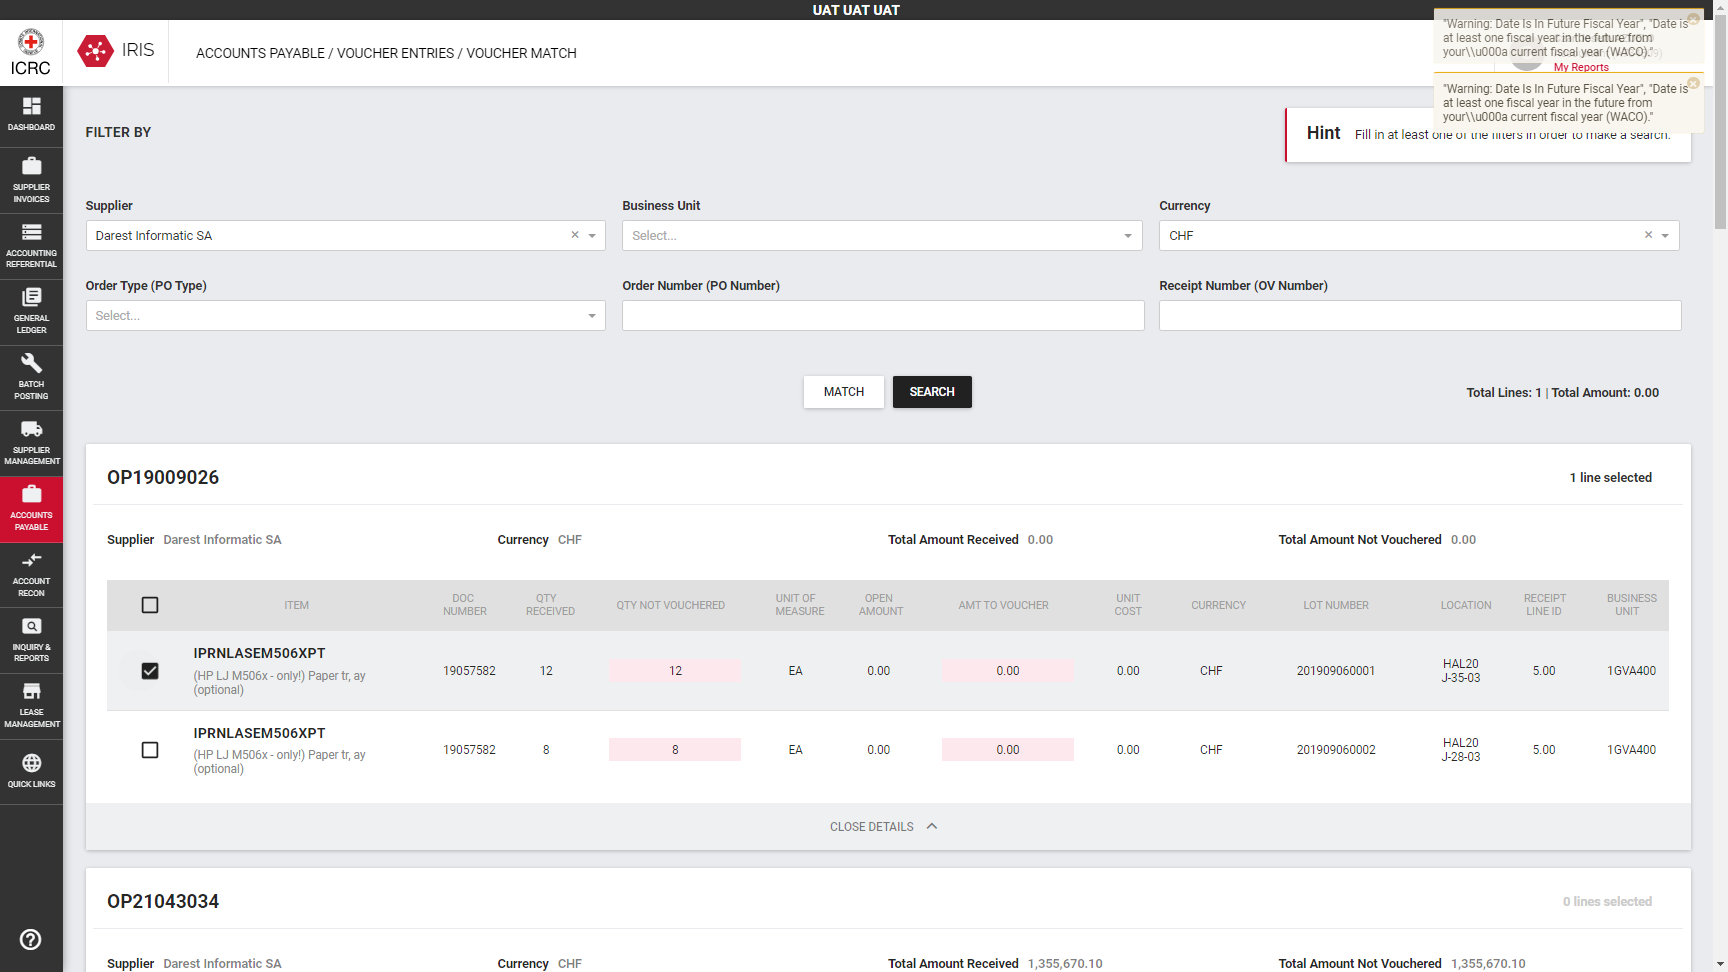 UAT UAT UAT
ICRC
IRIS
ACCOUNTS PAYABLE / VOUCHER ENTRIES / VOUCHER MATCH
"Warning: Date Is In Future Fiscal Year", "Date is
at least one fiscal year in the future from
your\\u000a current fiscal year (WACO)."
My Reports
"Warning: Date Is In Future Fiscal Year", "Date is
at least one fiscal year in the future from
your\\u000a current fiscal year (WACO)."
DASHBOARD
SUPPLIER
INVOICES
ACCOUNTING
REFERENTIAL
GENERAL
LEDGER
BATCH
POSTING
SUPPLIER
MANAGEMENT
ACCOUNTS
PAYABLE
ACCOUNT
RECON
INQUIRY &
REPORTS
LEASE
MANAGEMENT
QUICK LINKS
FILTER BY
Hint Fill in at least one of the filters in order to make a search.
Supplier Business Unit Currency
Darest Informatic SA Select... CHF
Order Type (PO Type) Order Number (PO Number) Receipt Number (OV Number)
Select...
MATCH SEARCH Total Lines: 1 | Total Amount: 0.00
OP19009026 1 line selected
Supplier Darest Informatic SA Currency CHF Total Amount Received 0.00 Total Amount Not Vouchered 0.00
ITEM DOC NUMBER QTY RECEIVED QTY NOT VOUCHERED UNIT OF MEASURE OPEN AMOUNT AMT TO VOUCHER UNIT COST CURRENCY LOT NUMBER LOCATION RECEIPT LINE ID BUSINESS UNIT
IPRNLASEM506XPT
(HP LJ M506x - only!) Paper tr, ay
(optional)
19057582 12 12 EA 0.00 0.00 0.00 CHF 201909060001 HAL20 J-35-03 5.00 1GVA400
IPRNLASEM506XPT
(HP LJ M506x - only!) Paper tr, ay
(optional)
19057582 8 8 EA 0.00 0.00 0.00 CHF 201909060002 HAL20 J-28-03 5.00 1GVA400
CLOSE DETAILS
OP21043034 0 lines selected
Supplier Darest Informatic SA Currency CHF Total Amount Received 1,355,670.10 Total Amount Not Vouchered 1,355,670.10